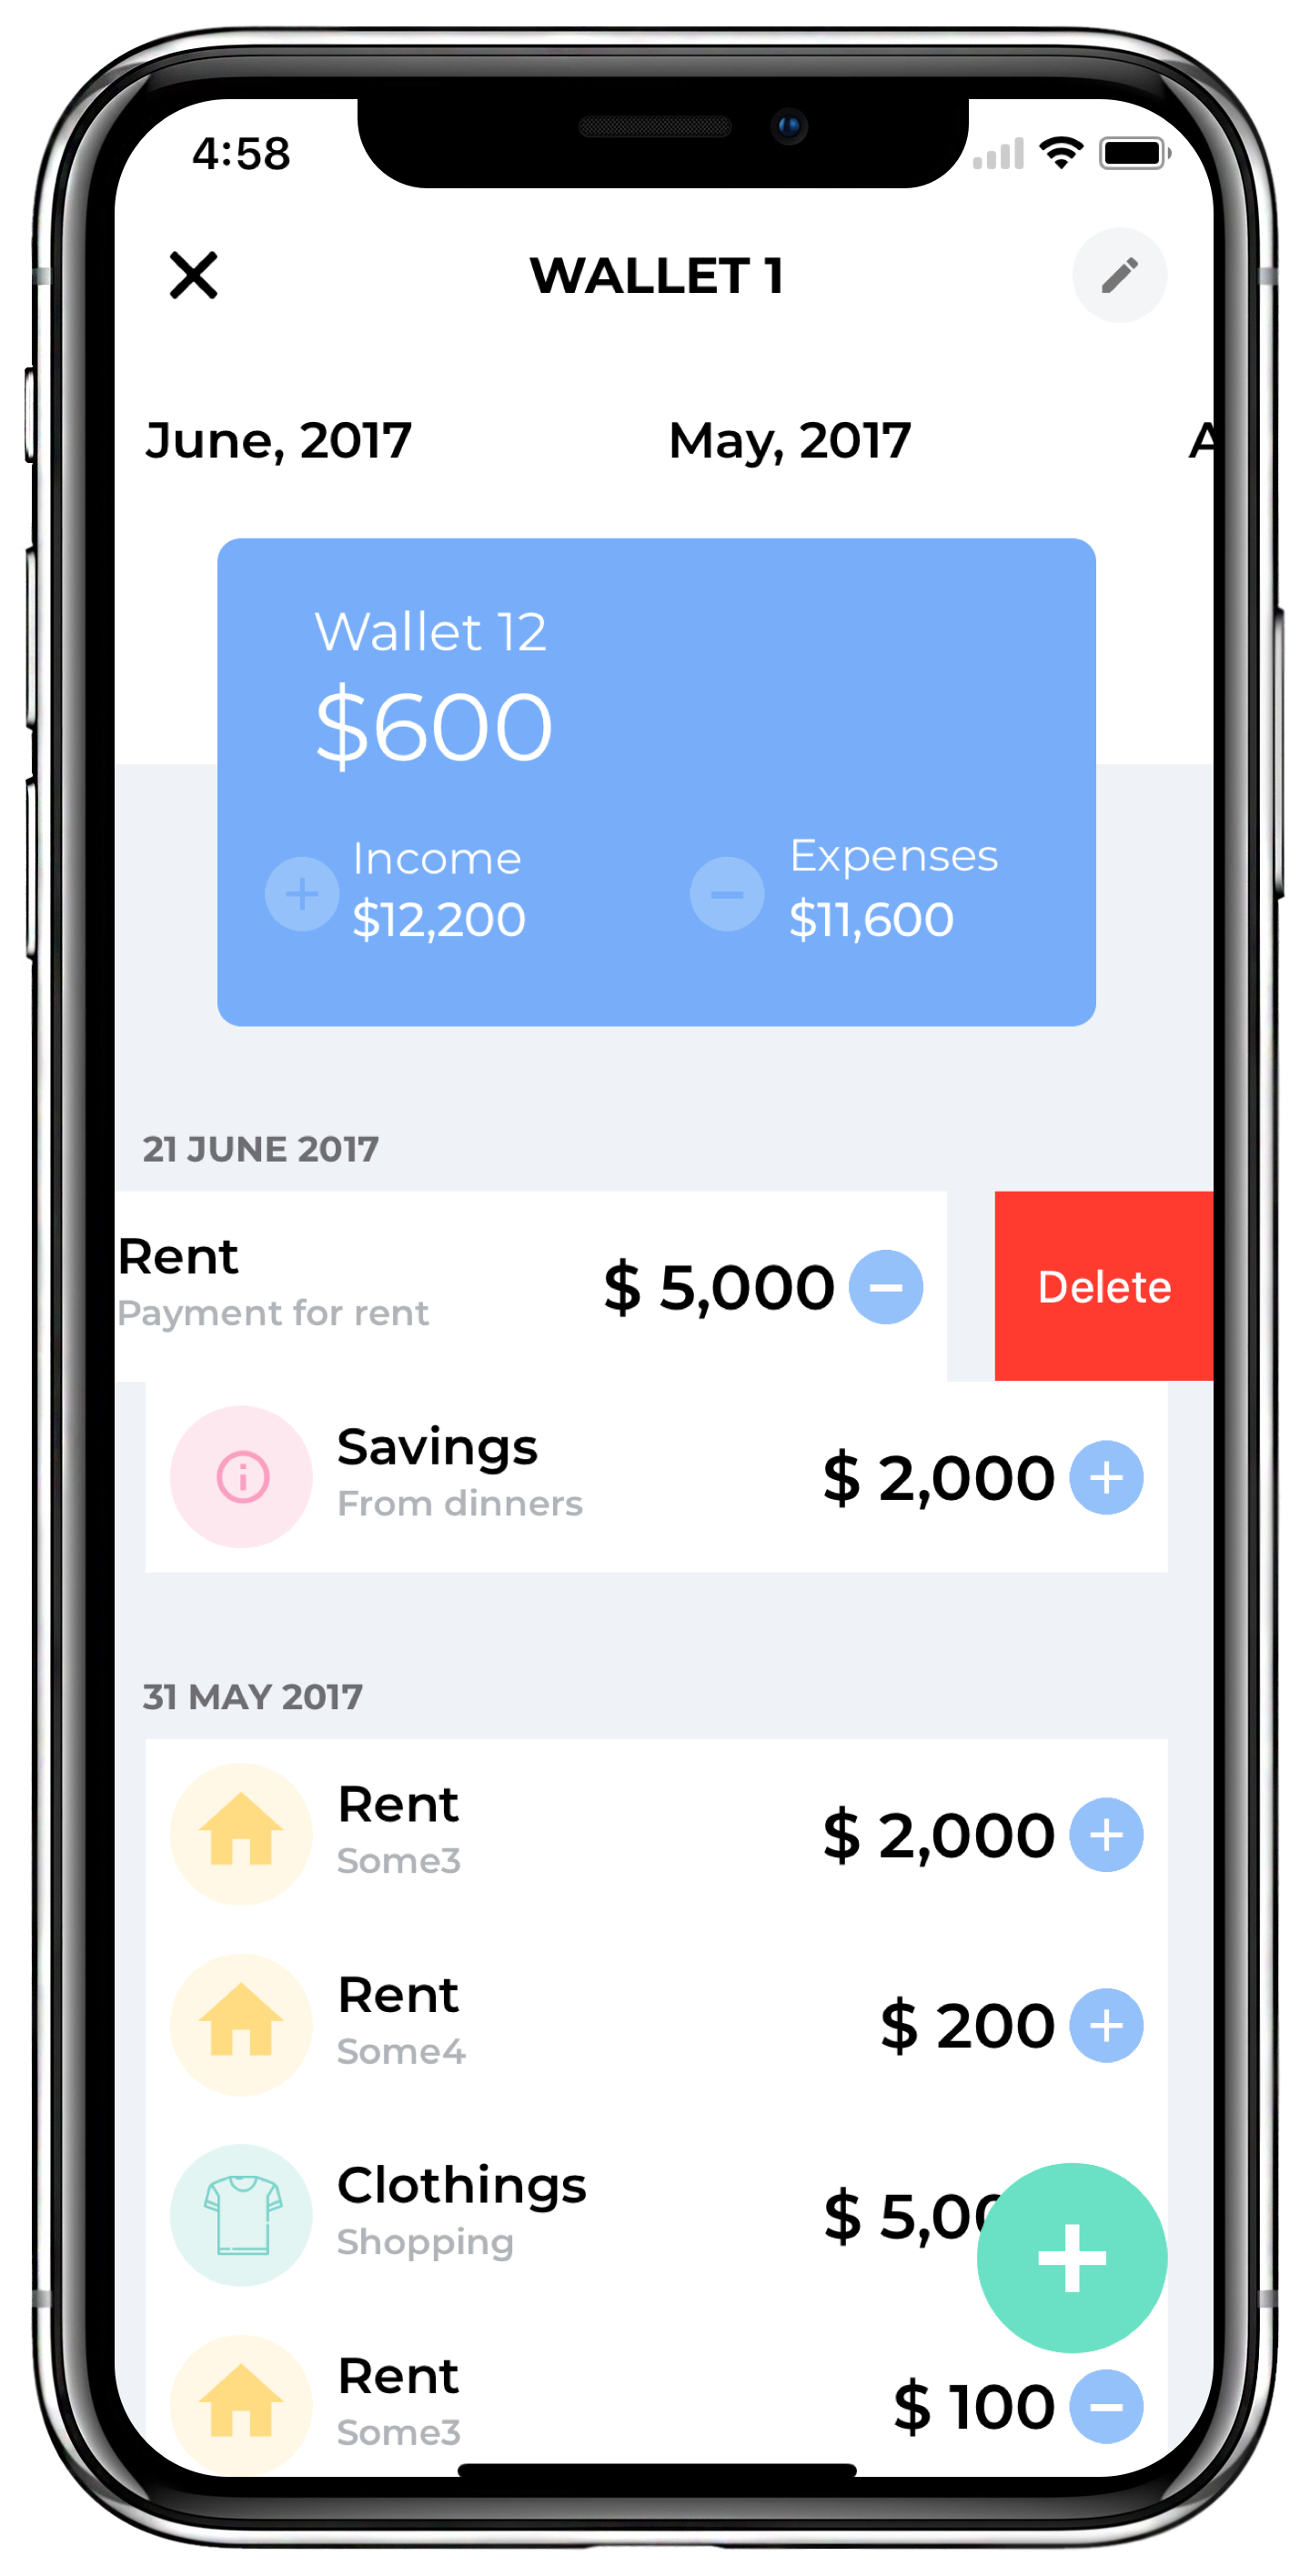 4:58
WALLET 1
June, 2017 May, 2017
Wallet 12
$600
Income Expenses
$12,200 $11,600
21 JUNE 2017
Rent
Payment for rent
$ 5,000
Delete
Savings
From dinners
$ 2,000
31 MAY 2017
Rent
Some3
$ 2,000
Rent
Some4
$ 200
Clothings
Shopping
Rent
Some3
$ 100